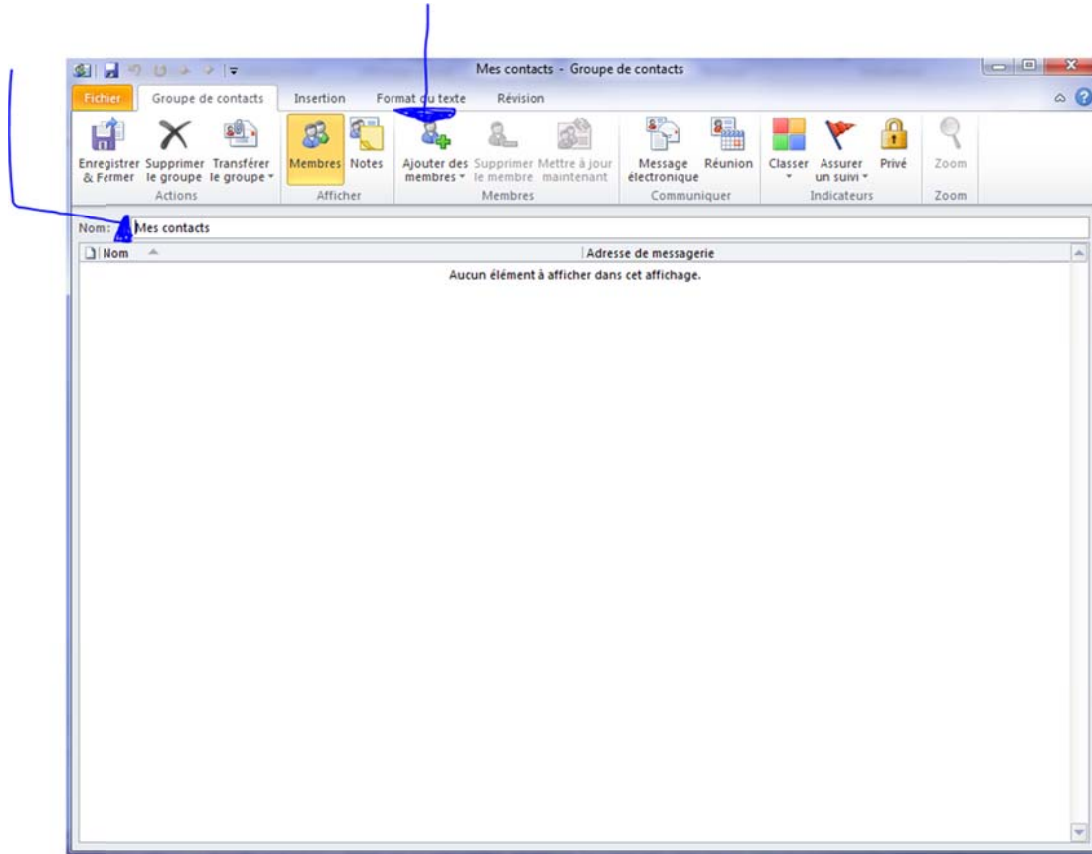 Mes contacts - Groupe de contacts
Fichier Groupe de contacts Insertion Format du texte Révision
Enregistrer & Fermer
Supprimer le groupe
Transférer le groupe
Actions
Membres
Notes
Afficher
Ajouter des membres
Supprimer le membre
Mettre à jour maintenant
Membres
Message électronique
Réunion
Communiquer
Classer
Assurer un suivi
Privé
Indicateurs
Zoom
Zoom
Nom: Mes contacts
Nom Adresse de messagerie
Aucun élément à afficher dans cet affichage.